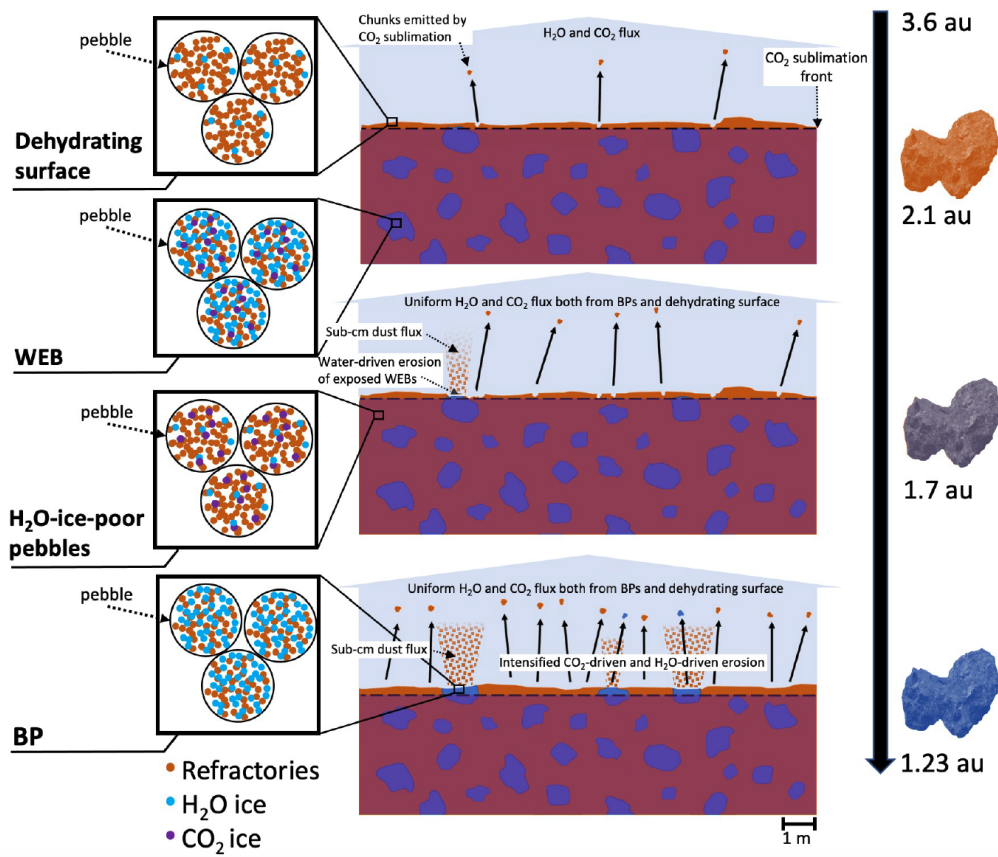 pebble
Dehydrating
surface
pebble
WEB
pebble
H₂O-ice-poor
pebbles
pebble
BP
Refractories
H₂O ice
CO₂ ice
Chunks emitted by
CO₂ sublimation
H₂O and CO₂ flux
CO₂ sublimation
front
Uniform H₂O and CO₂ flux both from BPs and dehydrating surface
Sub-cm dust flux
Water-driven erosion
of exposed WEBs
Uniform H₂O and CO₂ flux both from BPs and dehydrating surface
Sub-cm dust flux
Intensified CO₂-driven and H₂O-driven erosion
1 m
3.6 au
2.1 au
1.7 au
1.23 au